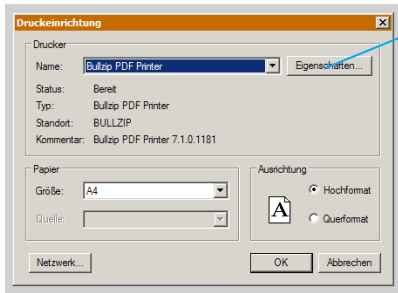 Druckeinrichtung
Drucker
Name: Bullzip PDF Printer Eigenschaften...
Status: Bereit
Typ: Bullzip PDF Printer
Standort: BULLZIP
Kommentar: Bullzip PDF Printer 7.1.0.1181
Papier
Größe: A4
Quelle:
Ausrichtung
A
Hochformat
Querformat
Netzwerk...
OK
Abbrechen